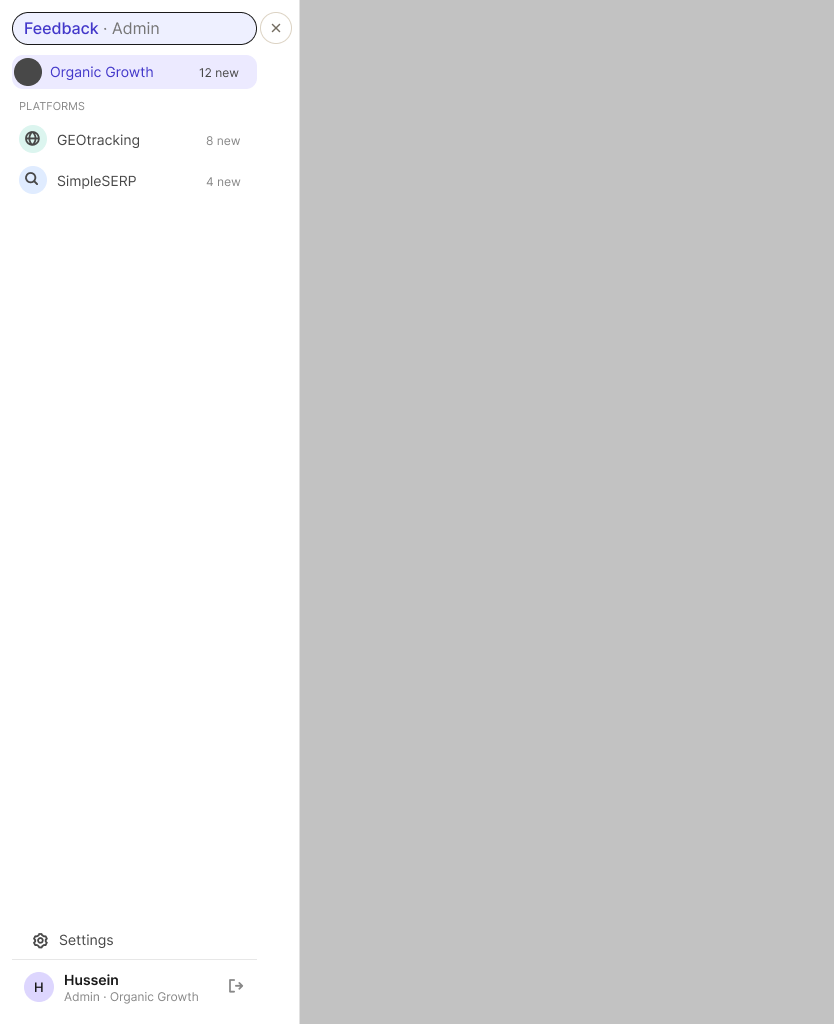 Feedback · Admin
Organic Growth 12 new
PLATFORMS
GEOtracking 8 new
SimpleSERP 4 new
Settings
H
Hussein
Admin · Organic Growth